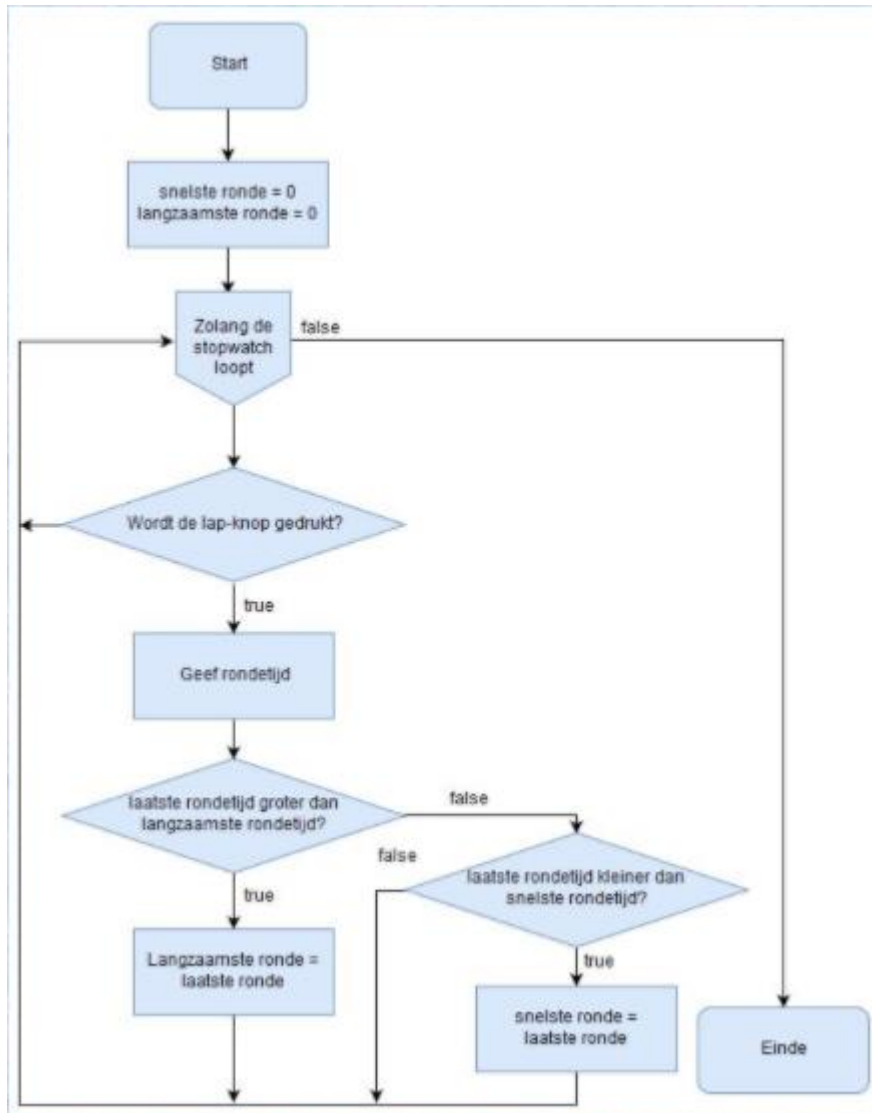 Start
snelste ronde = 0
langzaamste ronde = 0
Zolang de
stopwatch
loopt
false
Wordt de lap-knop gedrukt?
true
Geef rondetijd
laatste rondetijd groter dan
langzaamste rondetijd?
false
false
laatste rondetijd kleiner dan
snelste rondetijd?
true
Langzaamste ronde =
laatste ronde
true
snelste ronde =
laatste ronde
Einde